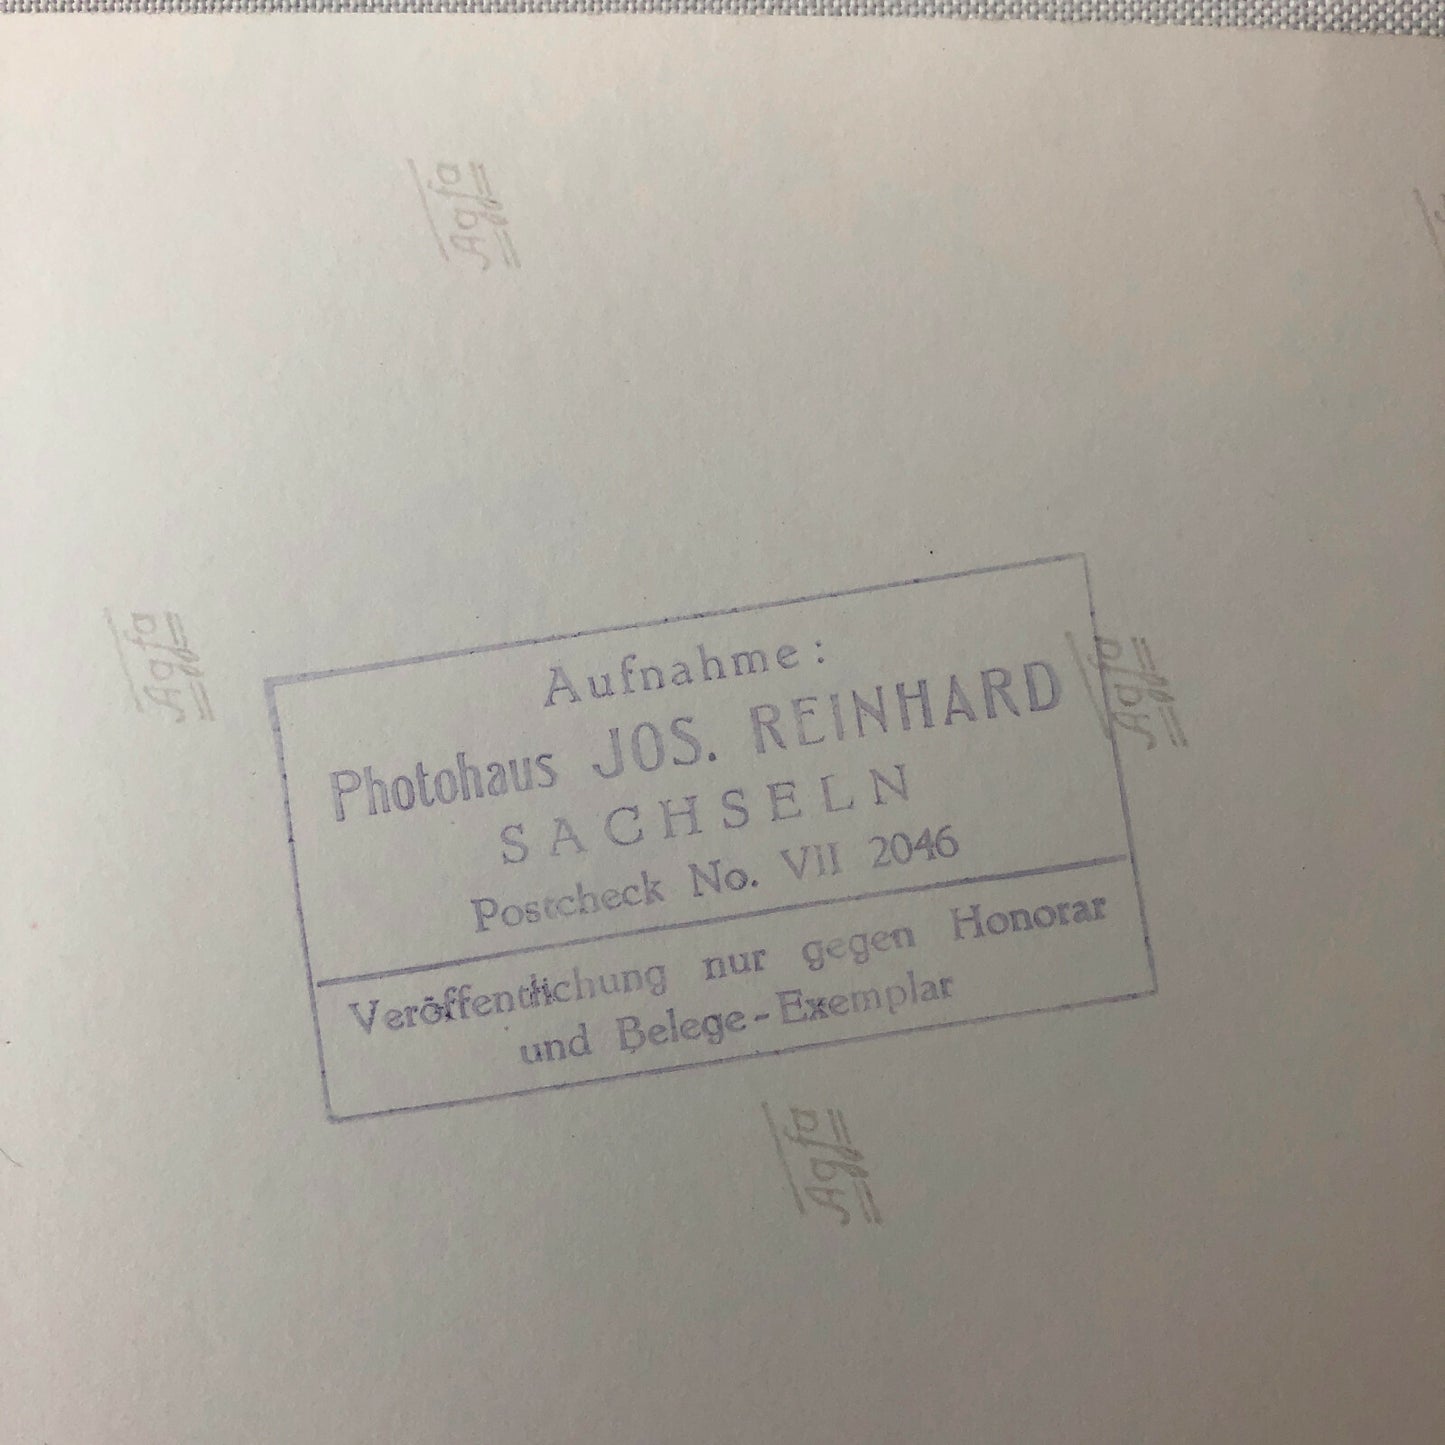 Agfa
Agfa
Aufnahme:
Photohaus JOS. REINHARD
SACHSELN
Postcheck No. VII 2046
Veröffentlichung nur gegen Honorar
und Belege-Exemplar
Agfa
Agfa